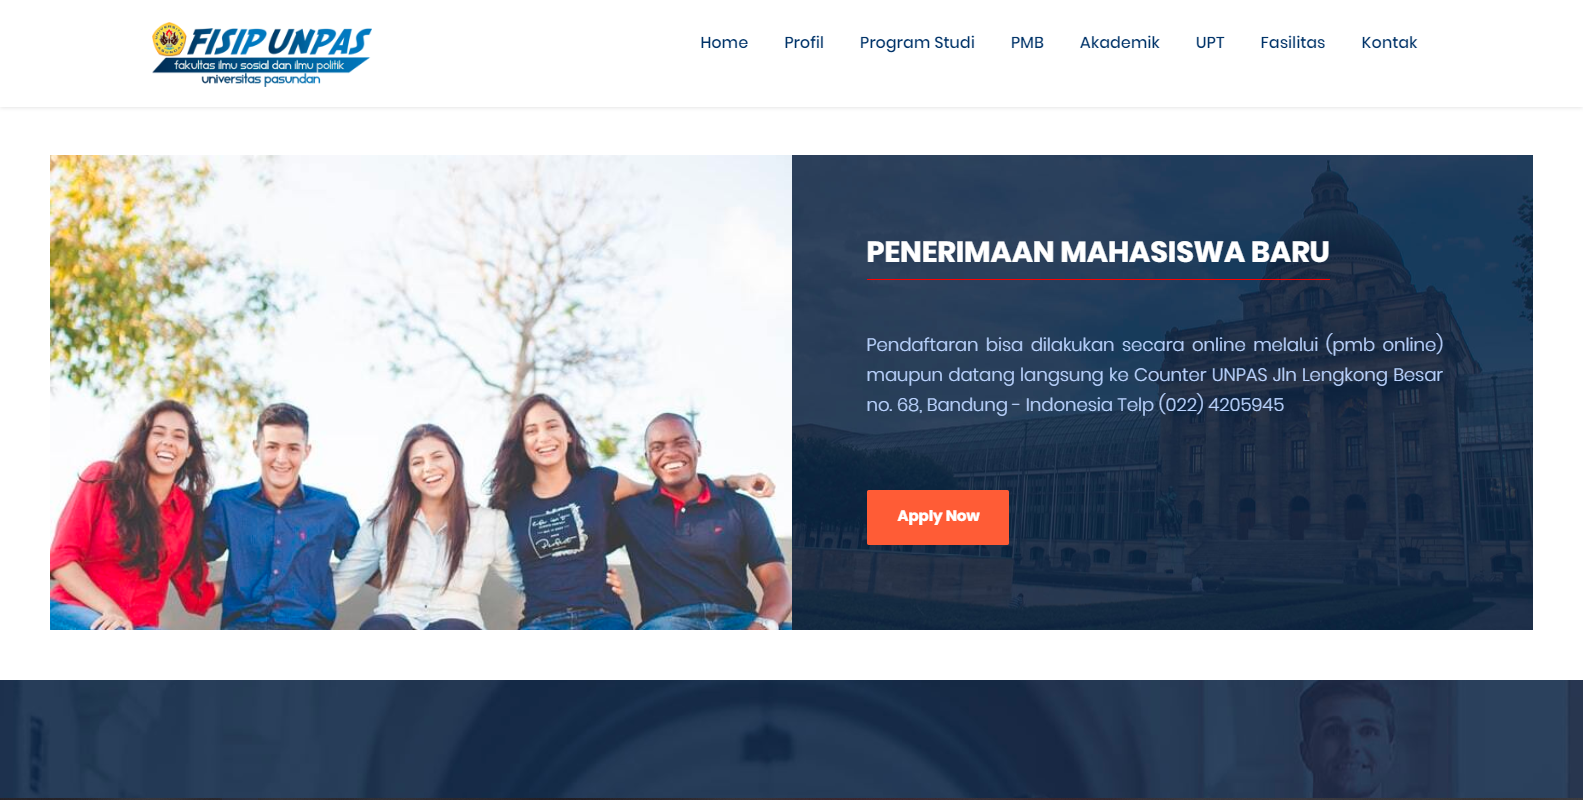 FISIP UNPAS
fakultas ilmu sosial dan ilmu politik
universitas pasundan
Home Profil Program Studi PMB Akademik UPT Fasilitas Kontak
PENERIMAAN MAHASISWA BARU
Pendaftaran bisa dilakukan secara online melalui (pmb online)
maupun datang langsung ke Counter UNPAS Jln Lengkong Besar
no. 68, Bandung - Indonesia Telp (022) 4205945
Apply Now